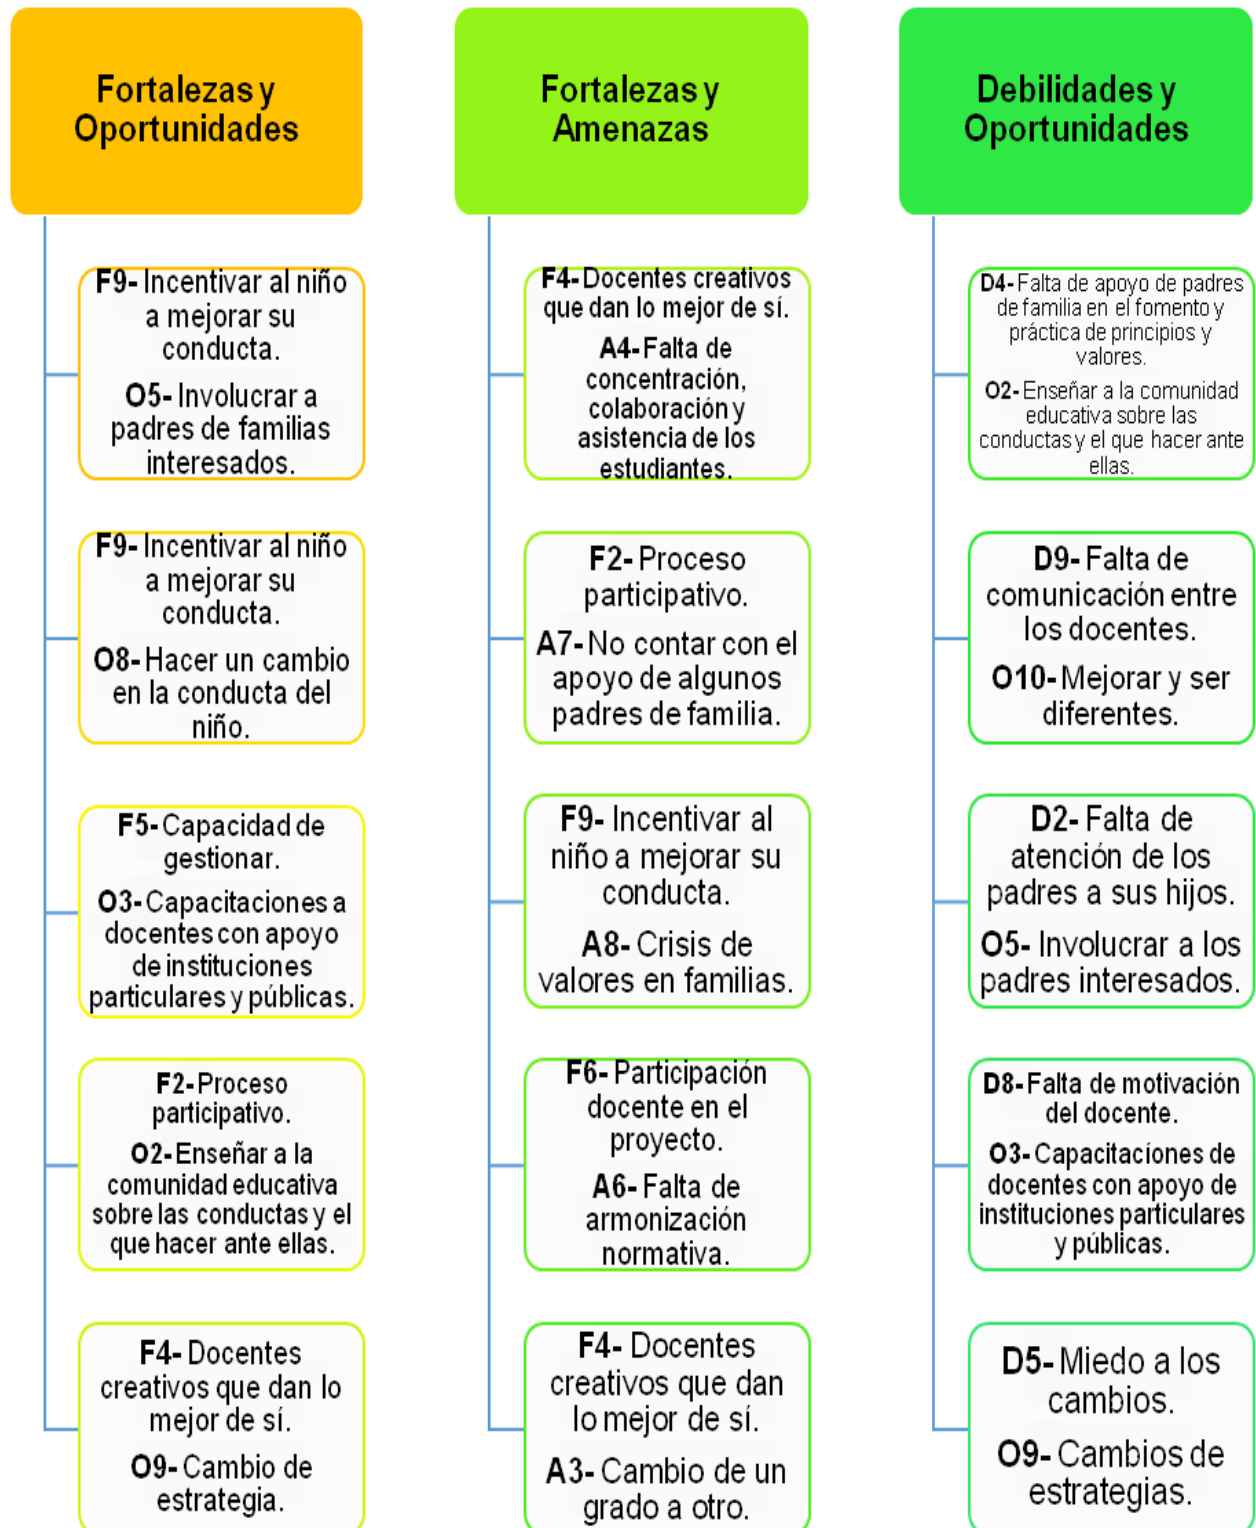 Fortalezas y
Oportunidades
F9- Incentivar al niño
a mejorar su
conducta.
O5- Involucrar a
padres de familias
interesados.
F9- Incentivar al niño
a mejorar su
conducta.
O8- Hacer un cambio
en la conducta del
niño.
F5- Capacidad de
gestionar.
O3- Capacitaciones a
docentes con apoyo
de instituciones
particulares y públicas.
F2- Proceso
participativo.
O2- Enseñar a la
comunidad educativa
sobre las conductas y el
que hacer ante ellas.
F4- Docentes
creativos que dan lo
mejor de sí.
O9- Cambio de
estrategia.
Fortalezas y
Amenazas
F4- Docentes creativos
que dan lo mejor de sí.
A4- Falta de
concentración,
colaboración y
asistencia de los
estudiantes.
F2- Proceso
participativo.
A7- No contar con el
apoyo de algunos
padres de familia.
F9- Incentivar al
niño a mejorar su
conducta.
A8- Crisis de
valores en familias.
F6- Participación
docente en el
proyecto.
A6- Falta de
armonización
normativa.
F4- Docentes
creativos que dan
lo mejor de sí.
A3- Cambio de un
grado a otro.
Debilidades y
Oportunidades
D4- Falta de apoyo de padres
de familia en el fomento y
práctica de principios y
valores.
O2- Enseñar a la comunidad
educativa sobre las
conductas y el que hacer ante
ellas.
D9- Falta de
comunicación entre
los docentes.
O10- Mejorar y ser
diferentes.
D2- Falta de
atención de los
padres a sus hijos.
O5- Involucrar a los
padres interesados.
D8- Falta de motivación
del docente.
O3- Capacitaciones de
docentes con apoyo de
instituciones particulares
y públicas.
D5- Miedo a los
cambios.
O9- Cambios de
estrategias.